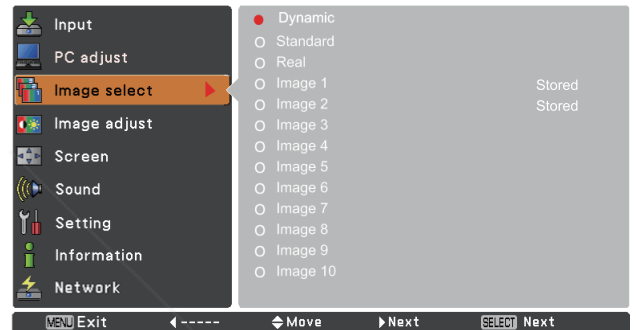 Input
PC adjust
Image select
Image adjust
Screen
Sound
Setting
Information
Network
Dynamic
Standard
Real
Image 1 Stored
Image 2 Stored
Image 3
Image 4
Image 5
Image 6
Image 7
Image 8
Image 9
Image 10
MENU Exit ----- Move Next SELECT Next